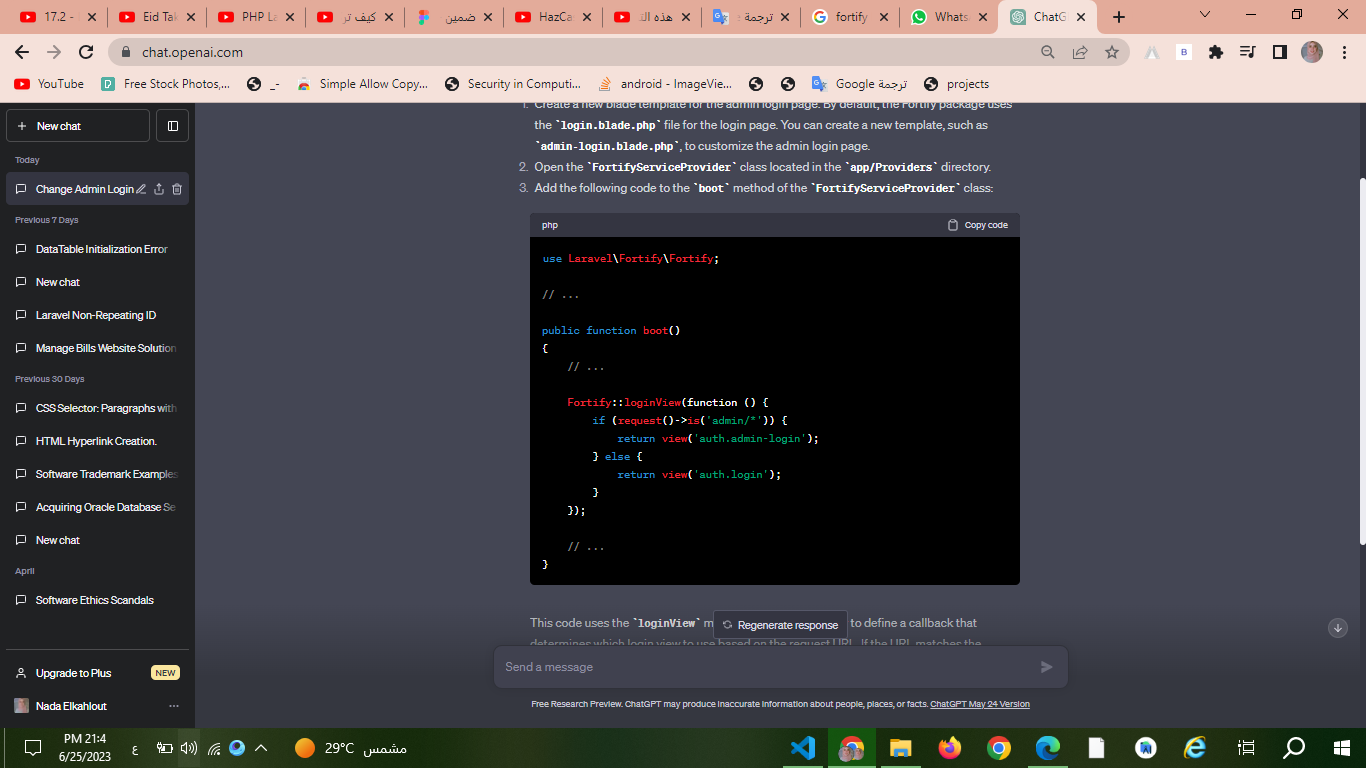 17.2 -
Eid Tak
PHP La
كيف تر
ضمين
HazCa
هذه الت
ترجمة
fortify
Whats
ChatG
chat.openai.com
YouTube
Free Stock Photos,...
_-
Simple Allow Copy...
Security in Computi...
android - ImageVie...
ترجمة Google
projects
New chat
Today
Change Admin Login
Previous 7 Days
DataTable Initialization Error
New chat
Laravel Non-Repeating ID
Manage Bills Website Solution
Previous 30 Days
CSS Selector: Paragraphs with
HTML Hyperlink Creation.
Software Trademark Examples
Acquiring Oracle Database Se
New chat
April
Software Ethics Scandals
Upgrade to Plus
NEW
Nada Elkahlout
1. Create a new blade template for the admin login page. By default, the Fortify package uses
the `login.blade.php` file for the login page. You can create a new template, such as
`admin-login.blade.php`, to customize the admin login page.
2. Open the `FortifyServiceProvider` class located in the `app/Providers` directory.
3. Add the following code to the `boot` method of the `FortifyServiceProvider` class:
php
Copy code
use Laravel\Fortify\Fortify;
// ...
public function boot()
{
// ...
Fortify::loginView(function () {
if (request()->is('admin/*')) {
return view('auth.admin-login');
} else {
return view('auth.login');
}
});
// ...
}
This code uses the `loginView` m
Regenerate response
to define a callback that
determines which login view to use based on the request URL. If the URL matches the
Send a message
Free Research Preview. ChatGPT may produce inaccurate information about people, places, or facts. ChatGPT May 24 Version
PM 21:4
6/25/2023
ع
29°C مشمس